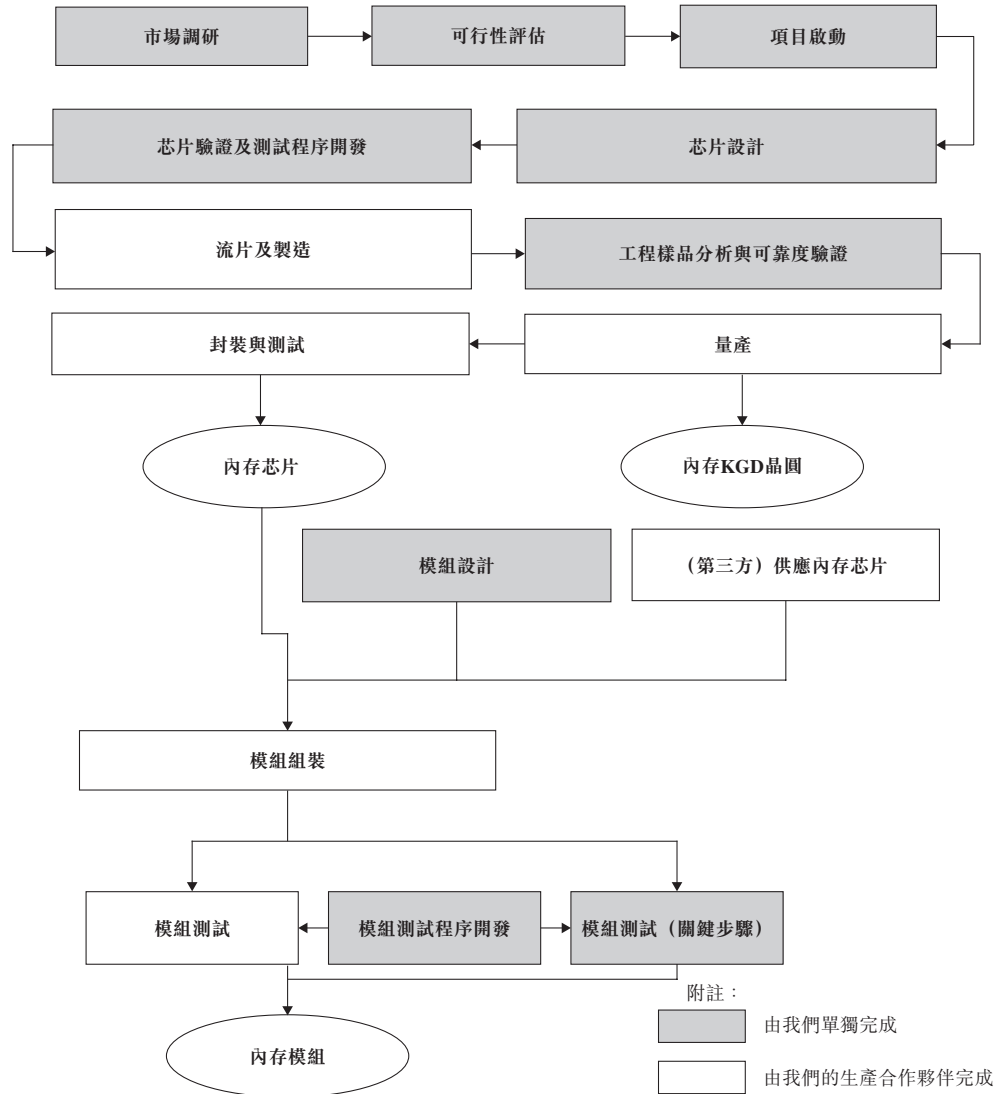 市場調研
可行性評估
項目啟動
芯片驗證及測試程序開發
芯片設計
流片及製造
工程樣品分析與可靠度驗證
封裝與測試
量產
內存芯片
內存KGD晶圓
模組設計
（第三方）供應內存芯片
模組組裝
模組測試
模組測試程序開發
模組測試（關鍵步驟）
附註：
由我們單獨完成
內存模組
由我們的生產合作夥伴完成